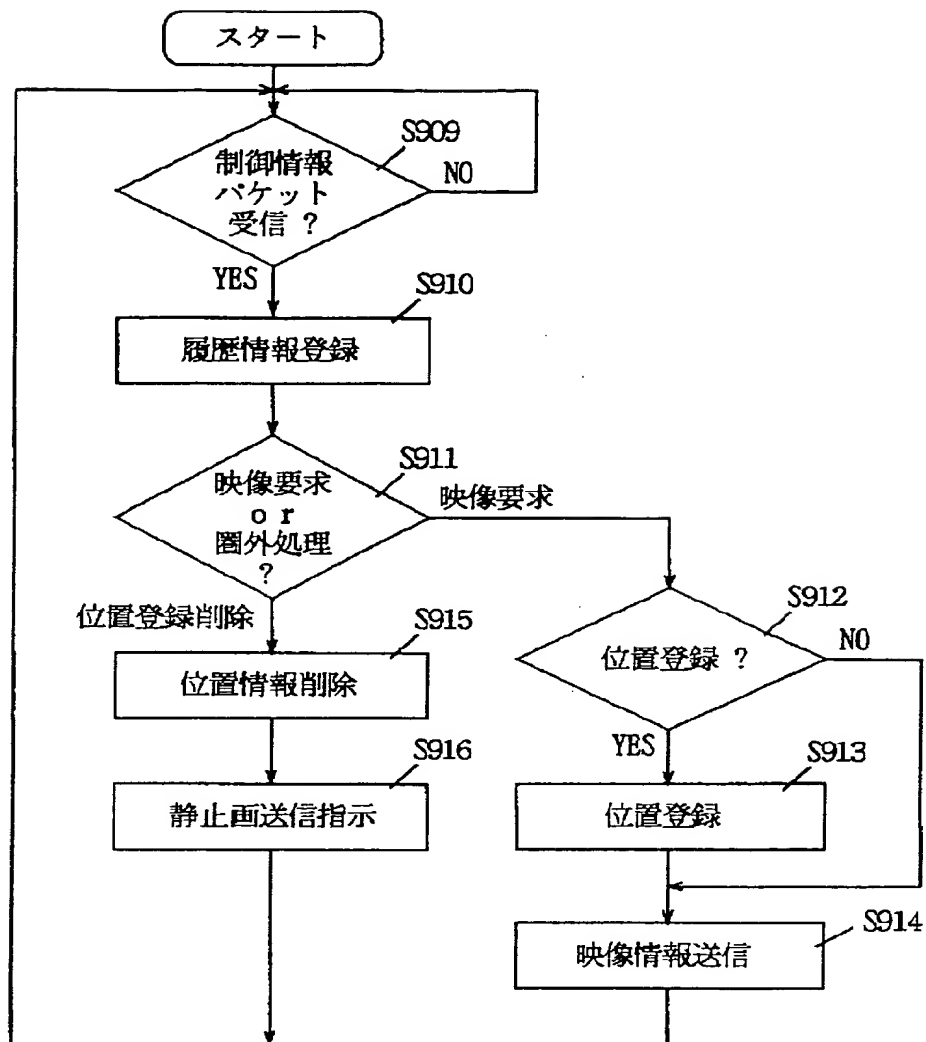 スタート
S909
制御情報
パケット
受信 ?
NO
YES
S910
履歴情報登録
S911
映像要求
or
圏外処理
?
映像要求
位置登録削除
S915
位置情報削除
S916
静止画送信指示
S912
位置登録 ?
NO
YES
S913
位置登録
S914
映像情報送信